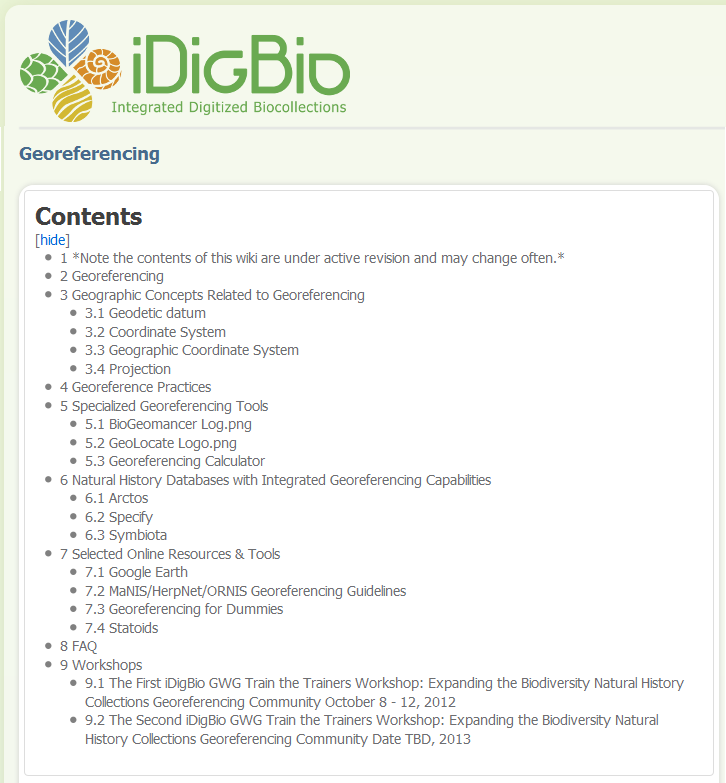 iDigBio
Integrated Digitized Biocollections
Georeferencing
Contents
[hide]
1 *Note the contents of this wiki are under active revision and may change often.*
2 Georeferencing
3 Geographic Concepts Related to Georeferencing
3.1 Geodetic datum
3.2 Coordinate System
3.3 Geographic Coordinate System
3.4 Projection
4 Georeference Practices
5 Specialized Georeferencing Tools
5.1 BioGeomancer Log.png
5.2 GeoLocate Logo.png
5.3 Georeferencing Calculator
6 Natural History Databases with Integrated Georeferencing Capabilities
6.1 Arctos
6.2 Specify
6.3 Symbiota
7 Selected Online Resources & Tools
7.1 Google Earth
7.2 MaNIS/HerpNet/ORNIS Georeferencing Guidelines
7.3 Georeferencing for Dummies
7.4 Statoids
8 FAQ
9 Workshops
9.1 The First iDigBio GWG Train the Trainers Workshop: Expanding the Biodiversity Natural History
Collections Georeferencing Community October 8 - 12, 2012
9.2 The Second iDigBio GWG Train the Trainers Workshop: Expanding the Biodiversity Natural
History Collections Georeferencing Community Date TBD, 2013